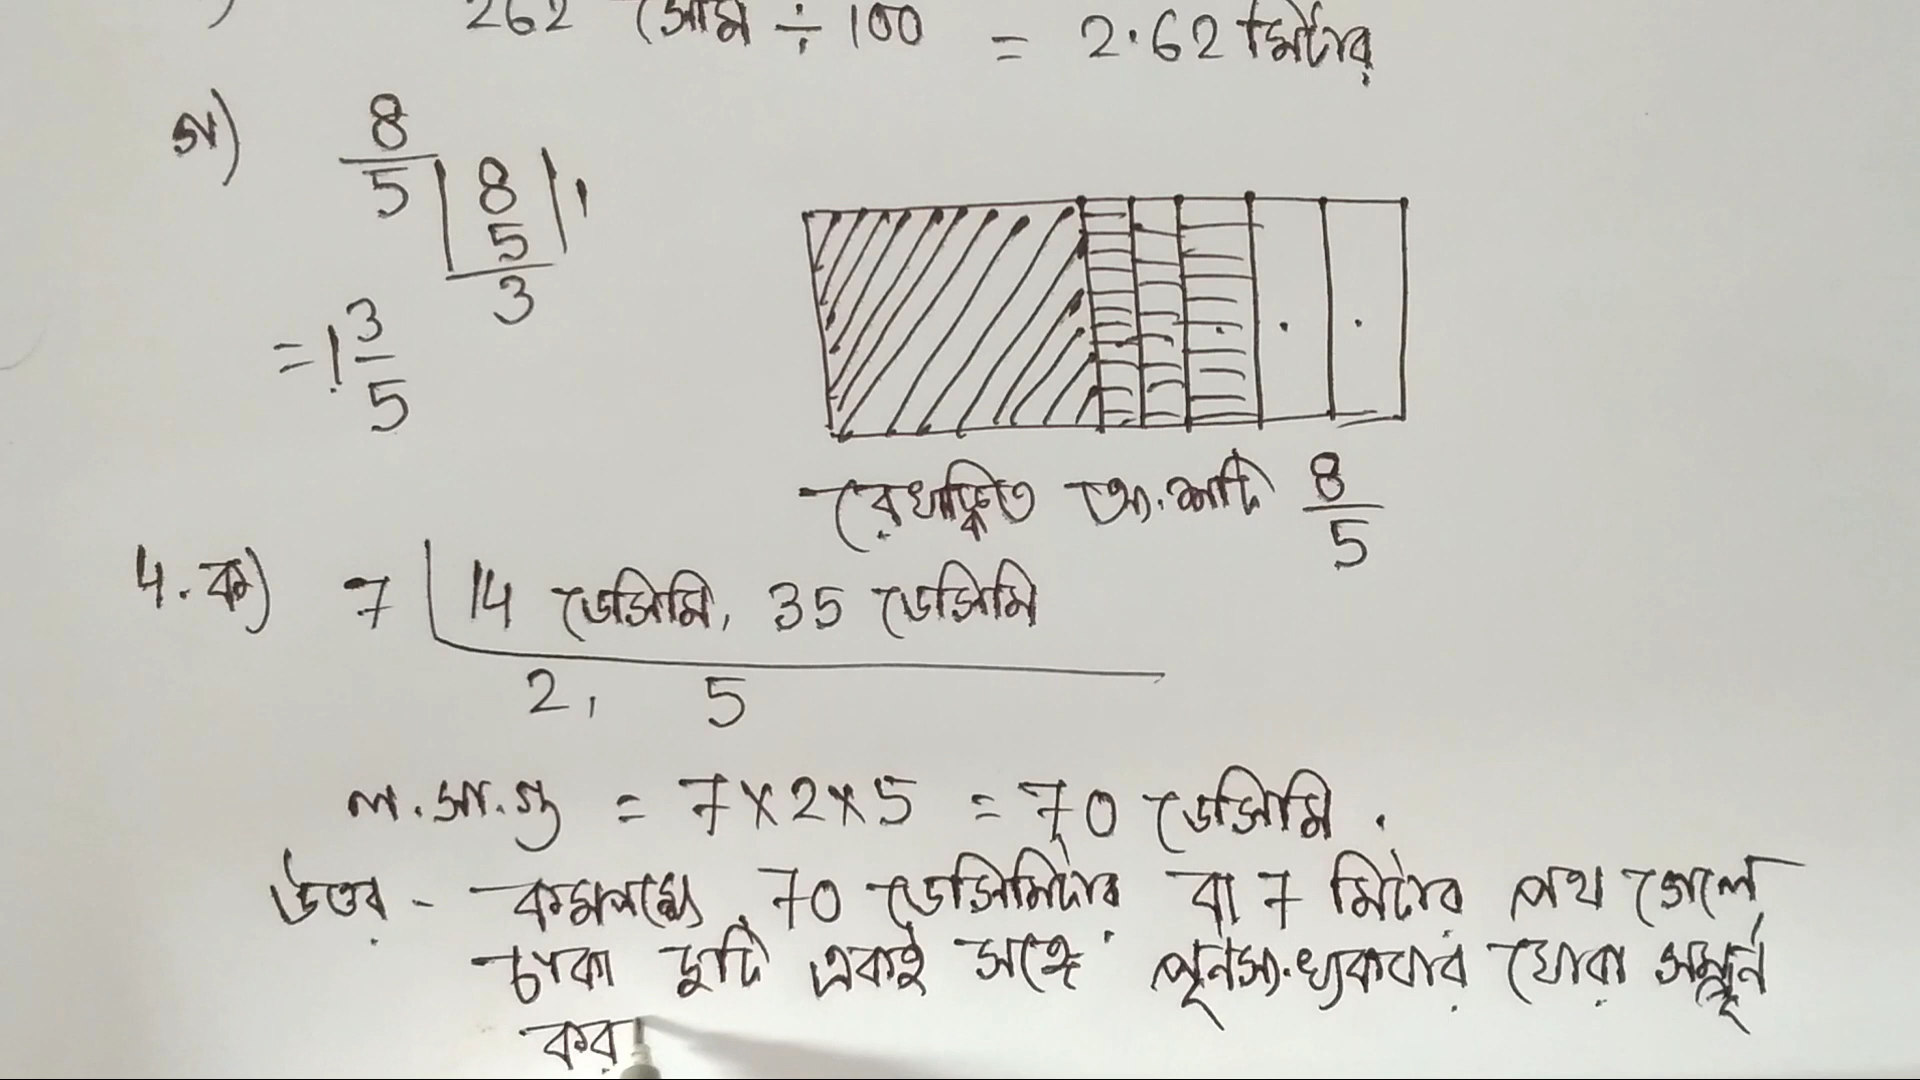 262 সেমি ÷ 100 = 2.62 মিটার
গ) 8/5
5 | 8 | 1
5
3
= 1 3/5
রেখাঙ্কিত অংশটি 8/5
4. ক) 7 | 14 ডেসিমি, 35 ডেসিমি
2, 5
ল.সা.গু = 7×2×5 = 70 ডেসিমি.
উত্তর - কমপক্ষে 70 ডেসিমিটার বা 7 মিটার পথ গেলে
চাকা দুটি একই সঙ্গে পূর্নসংখ্যকবার ঘোরা সম্পূর্ন
কর